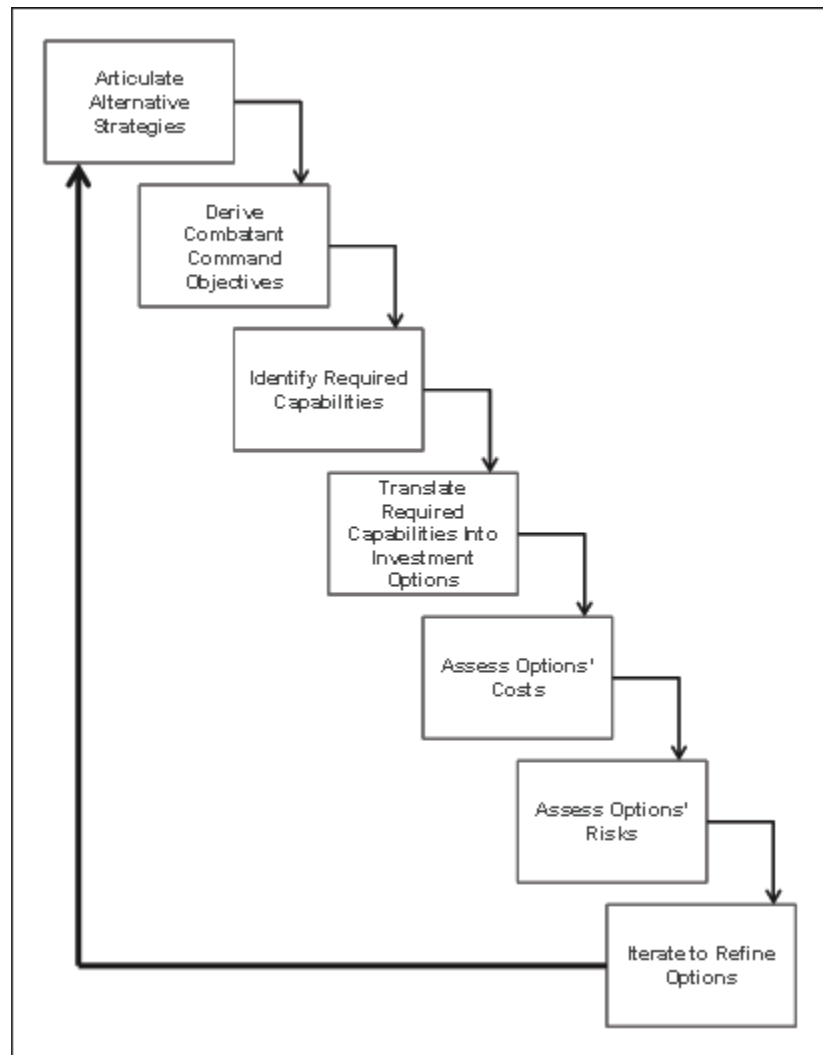 Articulate
Alternative
Strategies
Derive
Combatant
Command
Objectives
Identify Required
Capabilities
Translate
Required
Capabilities Into
Investment
Options
Assess Options'
Costs
Assess Options'
Risks
Iterate to Refine
Options